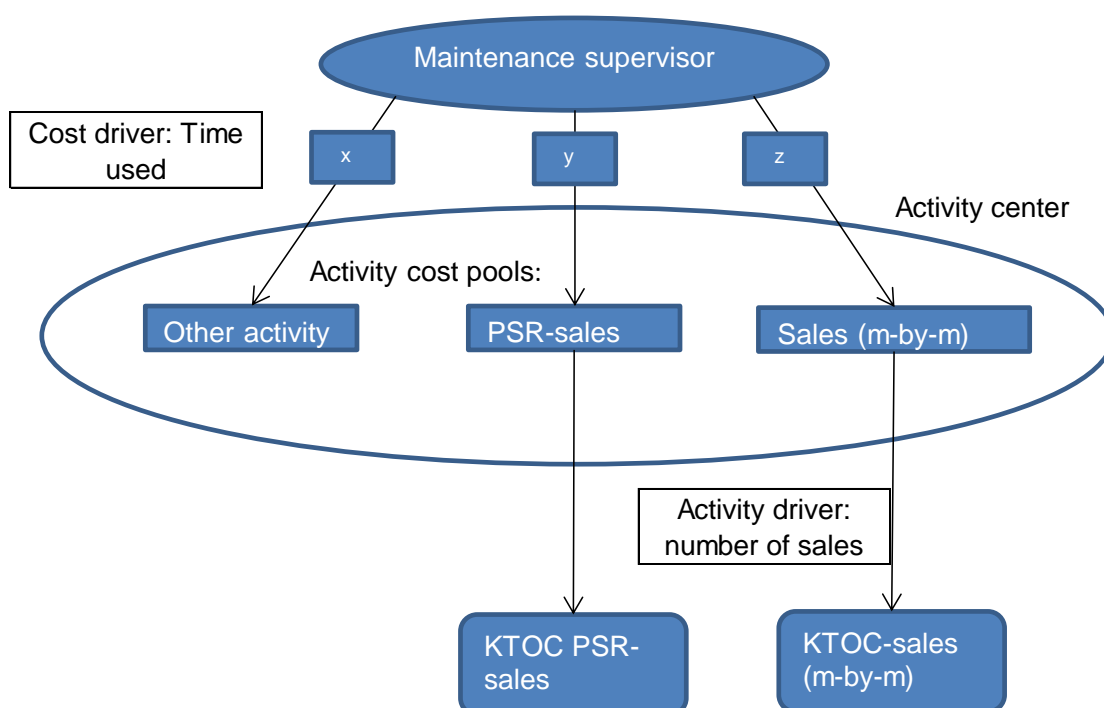 Maintenance supervisor
Cost driver: Time
used
x
y
z
Activity center
Activity cost pools:
Other activity
PSR-sales
Sales (m-by-m)
Activity driver:
number of sales
KTOC PSR-
sales
KTOC-sales
(m-by-m)